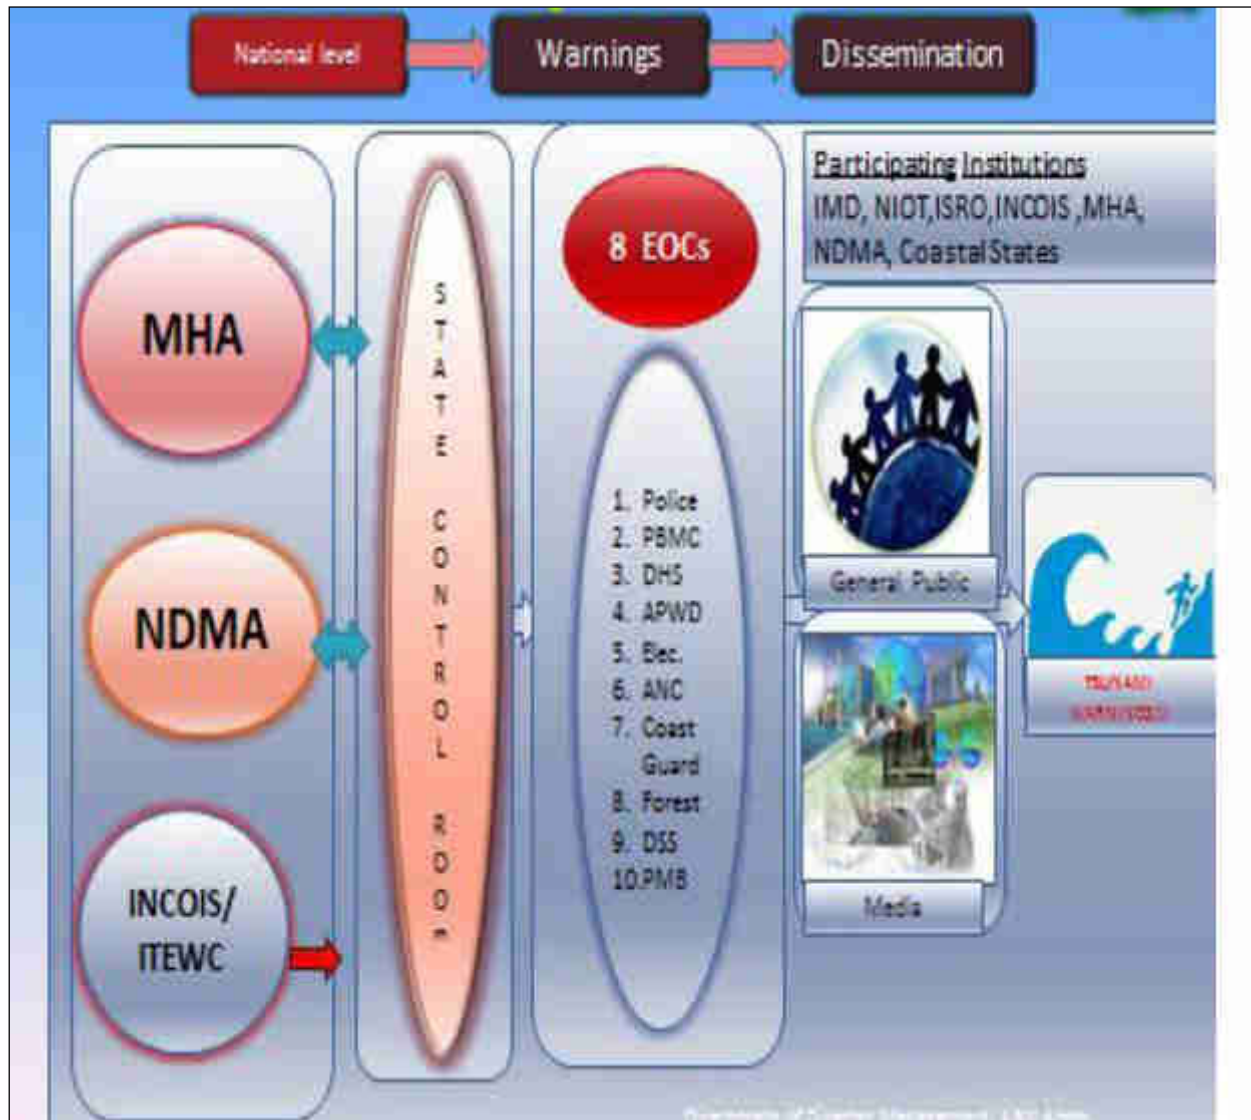 National level
Warnings
Dissemination
Participating Institutions
IMD, NIOT,ISRO,INCOIS ,MHA,
NDMA, Coastal States
MHA
NDMA
INCOIS/
ITEWC
STATE CONTROL ROOm
8 EOCs
1. Police
2. PBMC
3. DHS
4. APWD
5. Elec.
6. ANC
7. Coast
Guard
8. Forest
9. DSS
10.PMB
General Public
Media